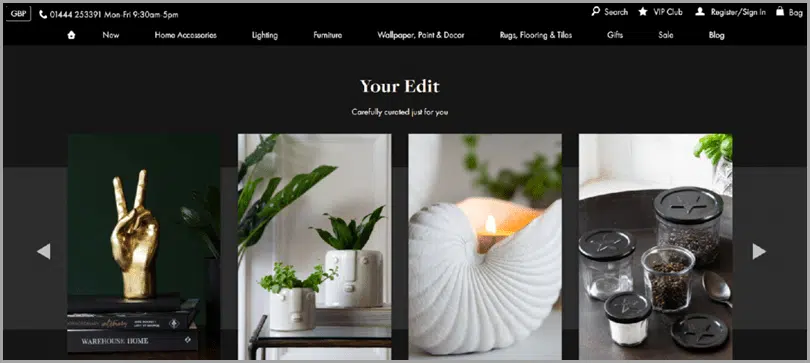 GBP 01444 253391 Mon-Fri 9:30am-5pm Search VIP Club Register/Sign In Bag
New Home Accessories Lighting Furniture Wallpaper, Paint & Decor Rugs, Flooring & Tiles Gifts Sale Blog
Your Edit
Carefully curated just for you
WAREHOUSE HOME